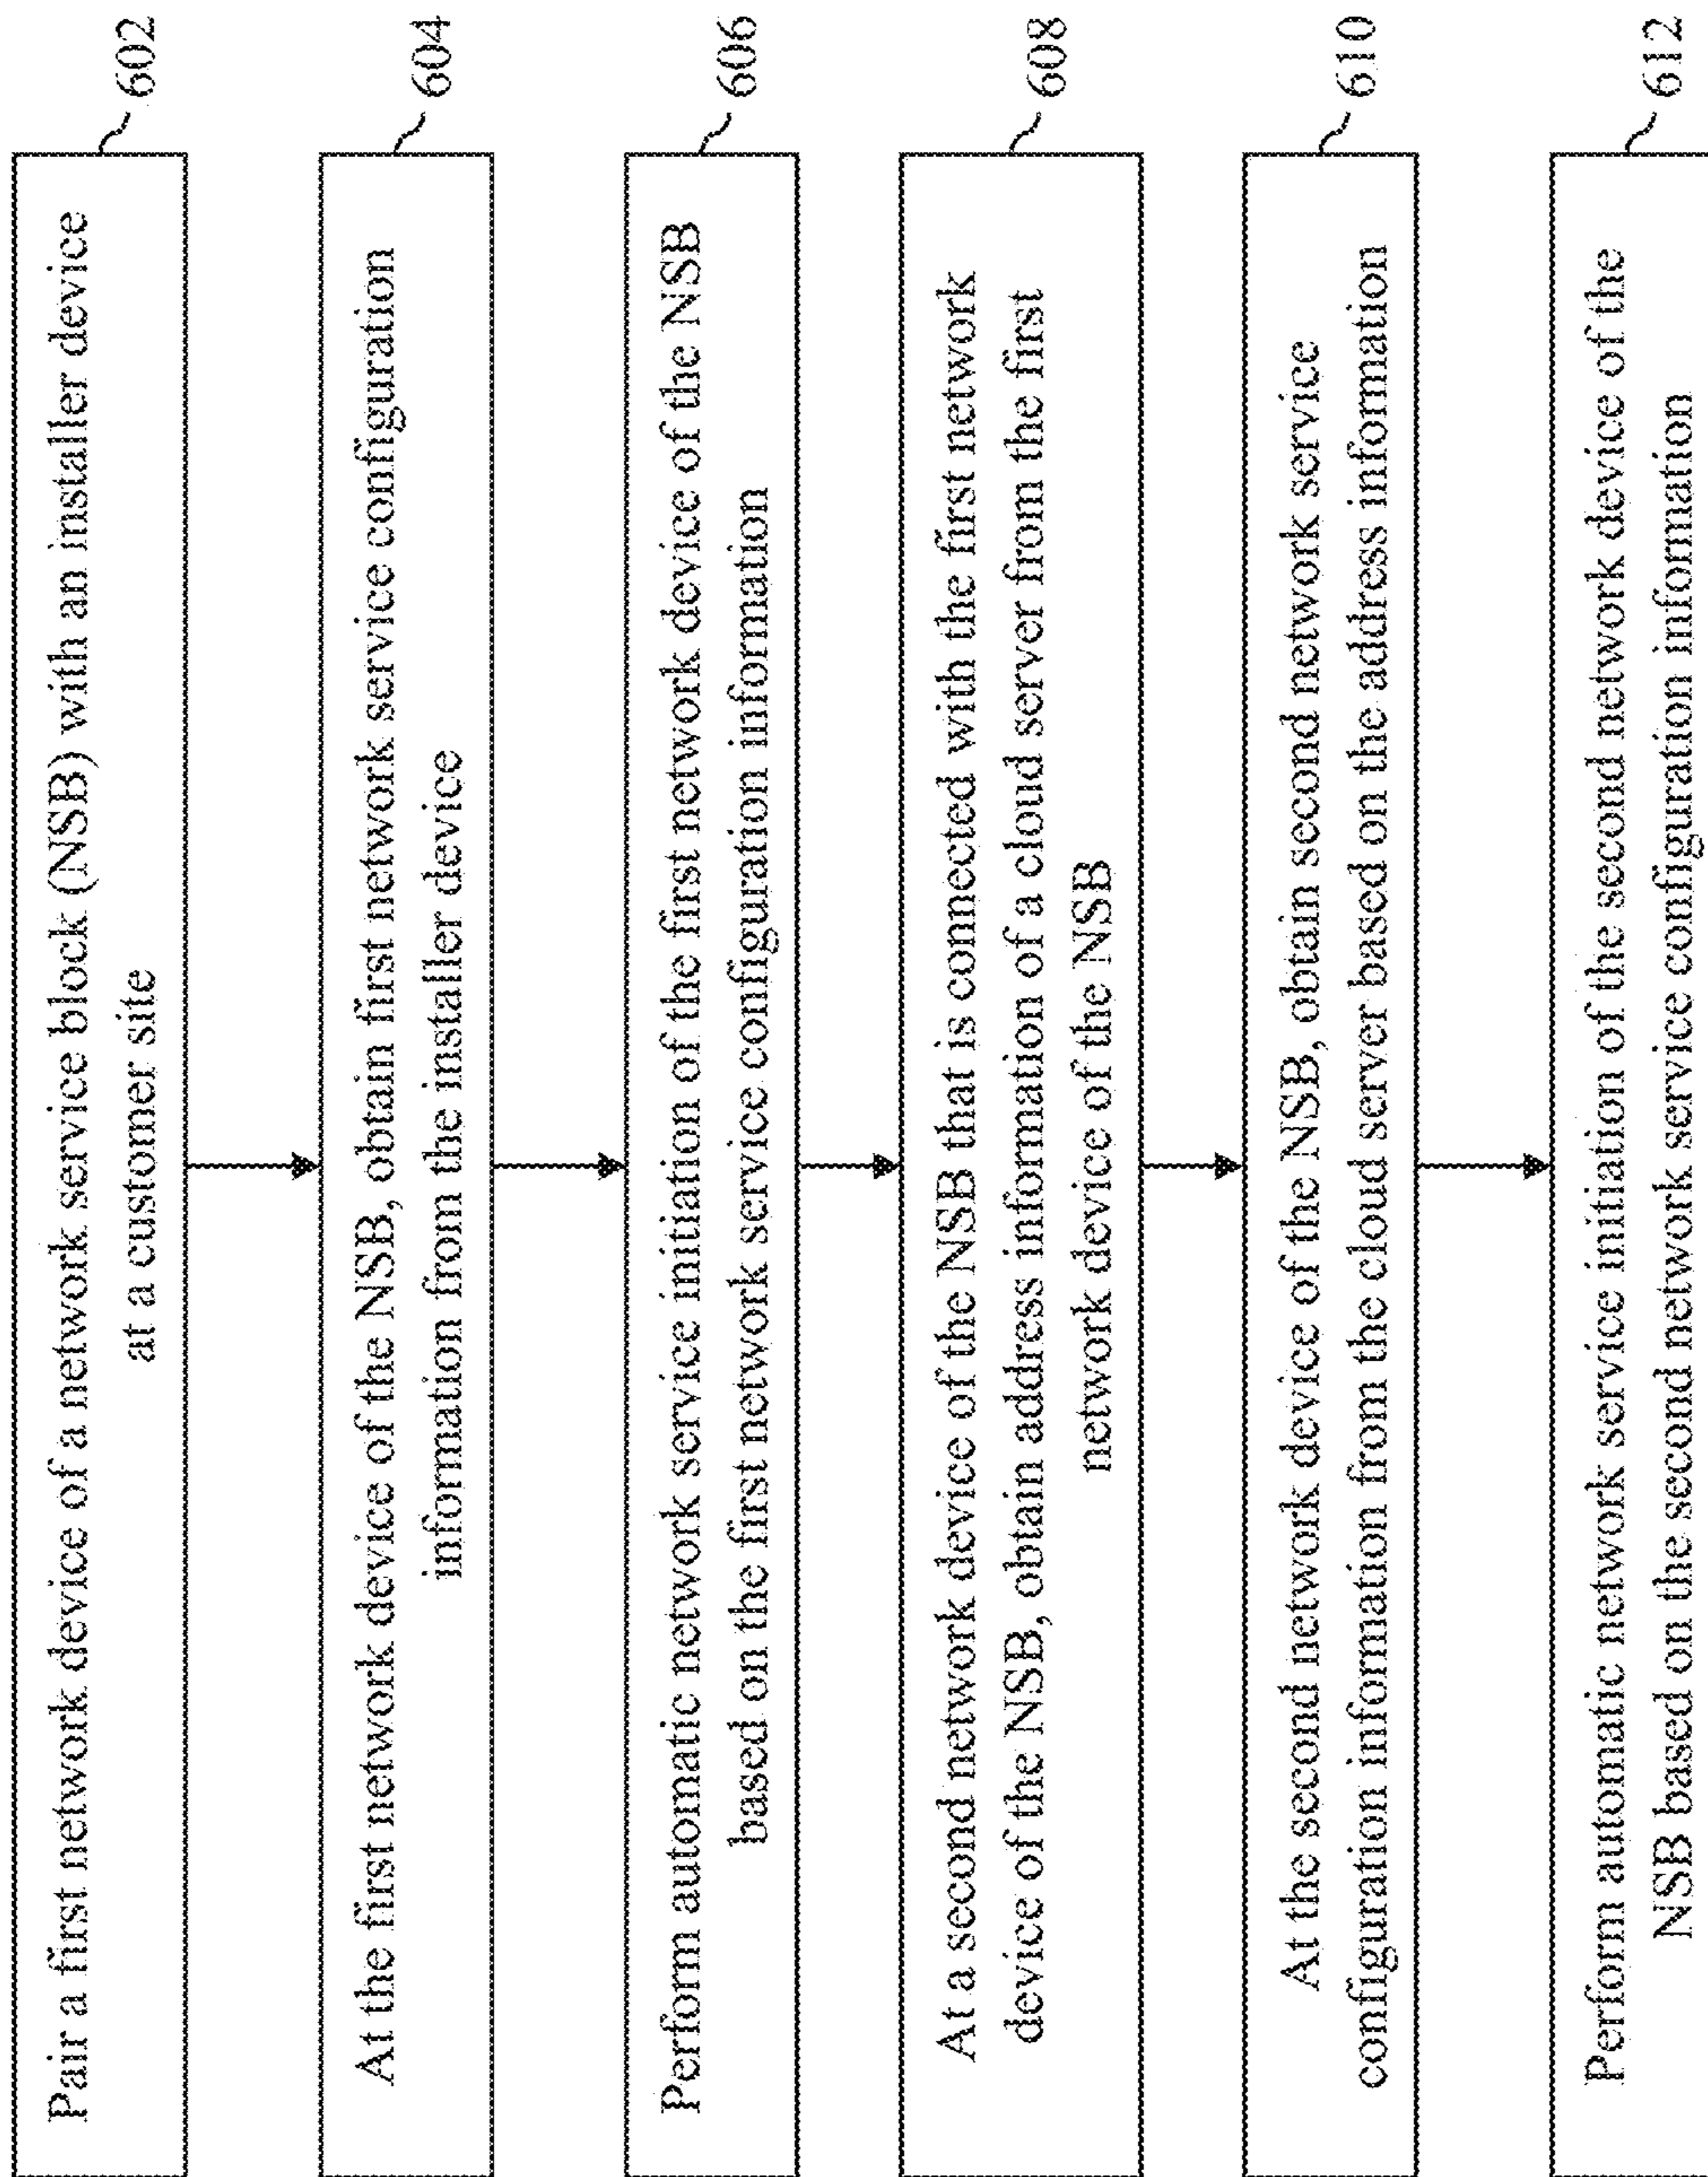 Pair a first network device of a network service block (NSB) with an installer device
at a customer site
602
At the first network device of the NSB, obtain first network service configuration
information from the installer device
604
Perform automatic network service initiation of the first network device of the NSB
based on the first network service configuration information
606
At a second network device of the NSB that is connected with the first network
device of the NSB, obtain address information of a cloud server from the first
network device of the NSB
608
At the second network device of the NSB, obtain second network service
configuration information from the cloud server based on the address information
610
Perform automatic network service initiation of the second network device of the
NSB based on the second network service configuration information
612